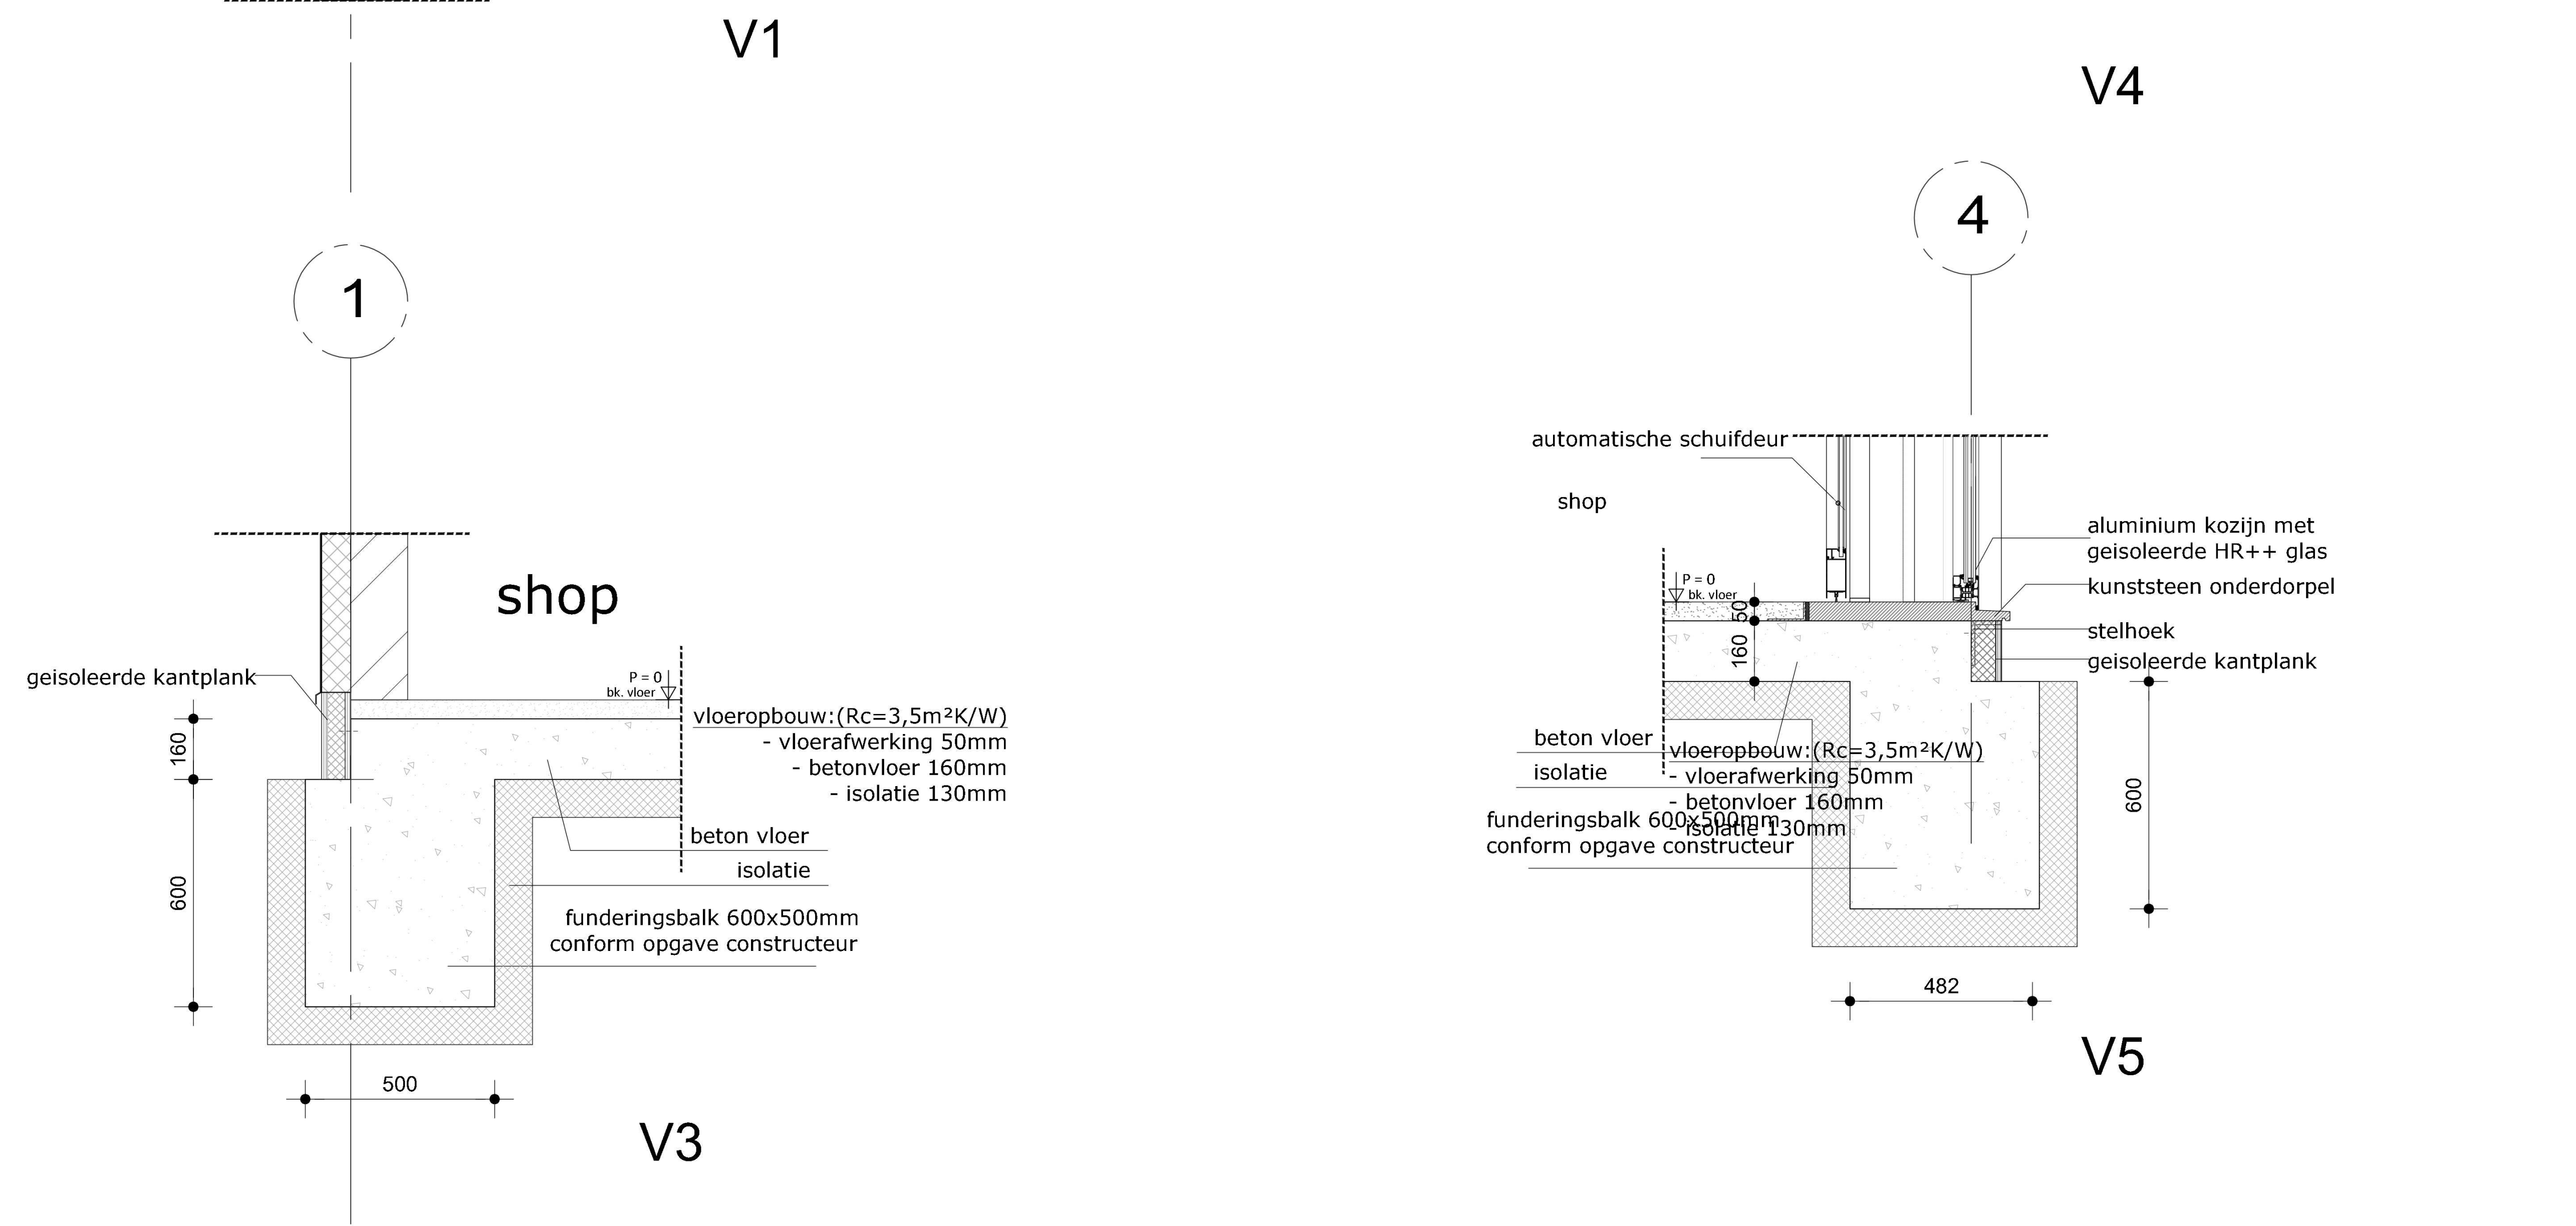 V1
1
shop
geisoleerde kantplank
P = 0
bk. vloer
vloeropbouw:(Rc=3,5m²K/W)
- vloerafwerking 50mm
- betonvloer 160mm
- isolatie 130mm
160
beton vloer
isolatie
600
funderingsbalk 600x500mm
conform opgave constructeur
500
V3
V4
4
automatische schuifdeur
shop
aluminium kozijn met
geisoleerde HR++ glas
kunststeen onderdorpel
stelhoek
geisoleerde kantplank
P = 0
bk. vloer
50
160
beton vloer
isolatie
vloeropbouw:(Rc=3,5m²K/W)
- vloerafwerking 50mm
- betonvloer 160mm
- isolatie 130mm
funderingsbalk 600x500mm
conform opgave constructeur
600
482
V5